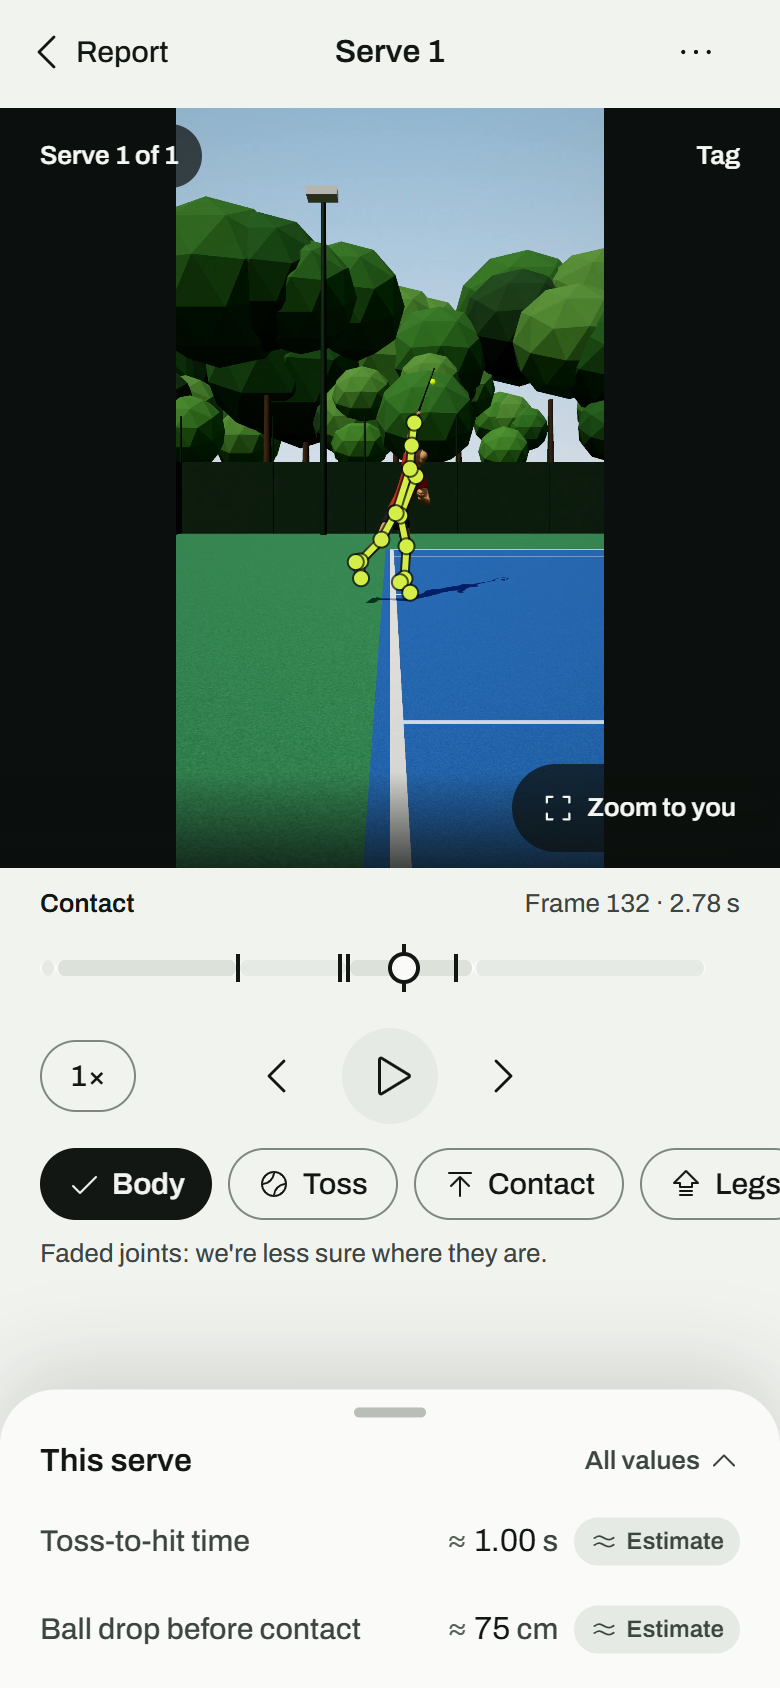 Report
Serve 1
Serve 1 of 1
Tag
Zoom to you
Contact
Frame 132 · 2.78 s
1×
Body
Toss
Contact
Legs
Faded joints: we're less sure where they are.
This serve
All values
Toss-to-hit time
≈ 1.00 s
Estimate
Ball drop before contact
≈ 75 cm
Estimate